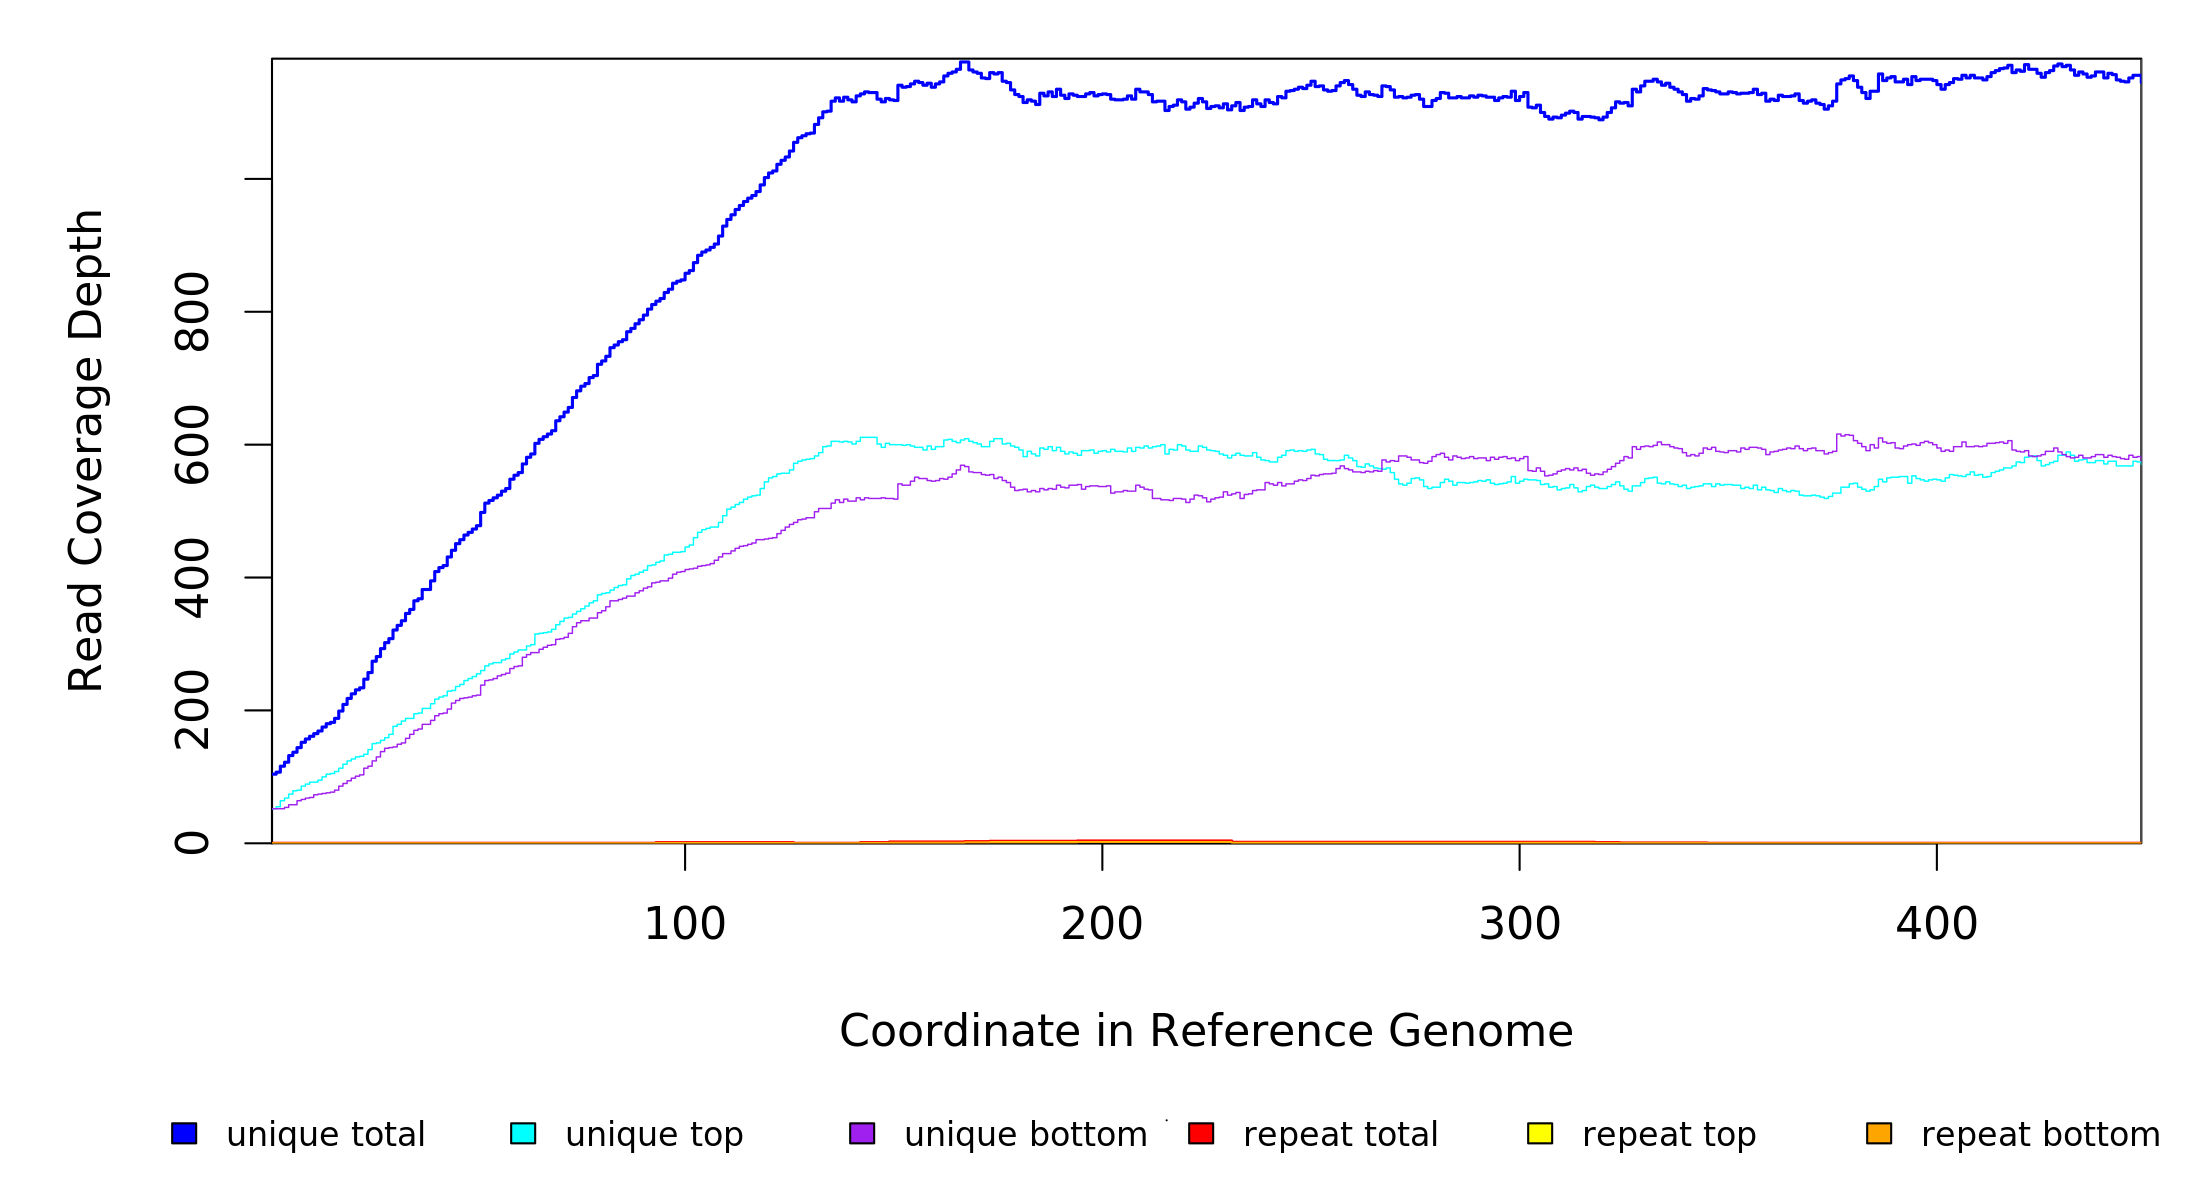 Read Coverage Depth
800
600
400
200
0
100 200 300 400
Coordinate in Reference Genome
unique total unique top unique bottom repeat total repeat top repeat bottom